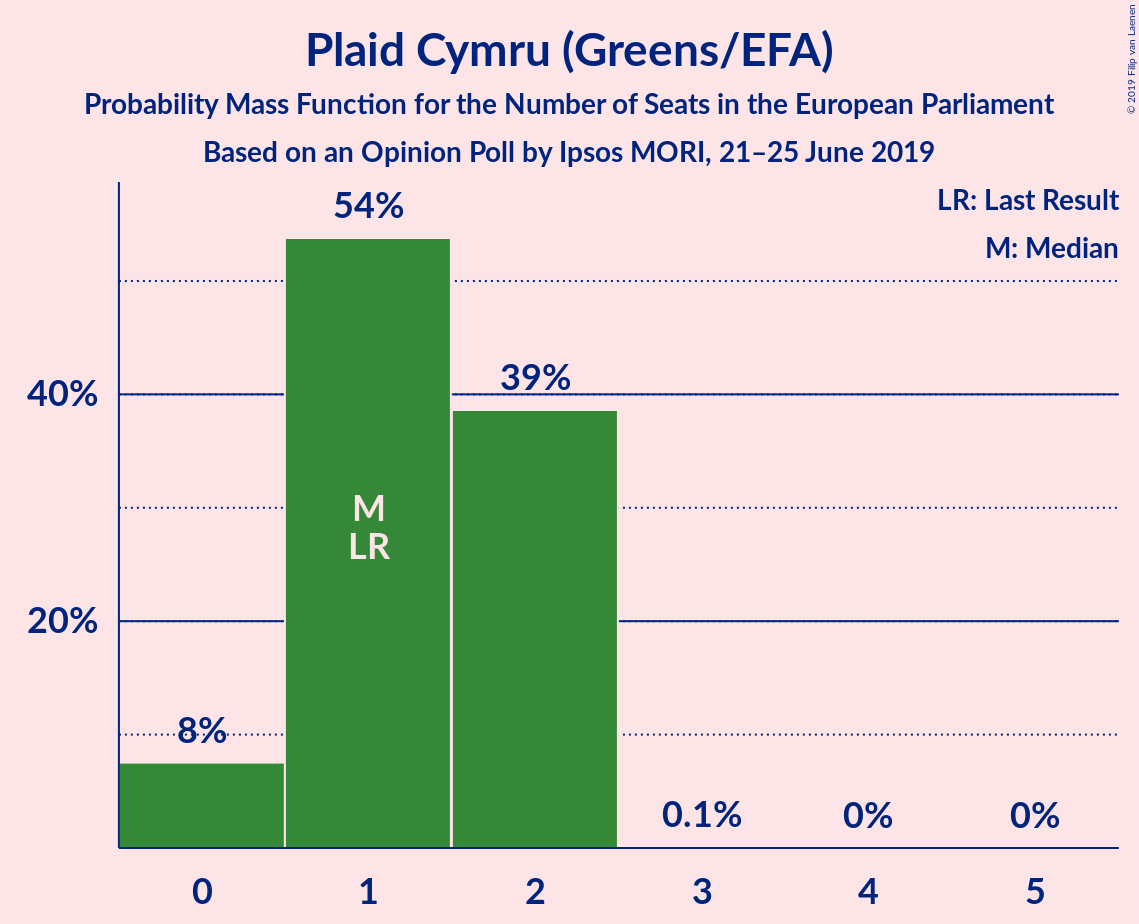 Plaid Cymru (Greens/EFA)
Probability Mass Function for the Number of Seats in the European Parliament
Based on an Opinion Poll by Ipsos MORI, 21–25 June 2019
© 2019 Filip van Laenen
LR: Last Result
M: Median
54%
40%
39%
M
LR
20%
8%
0.1%
0%
0%
0
1
2
3
4
5